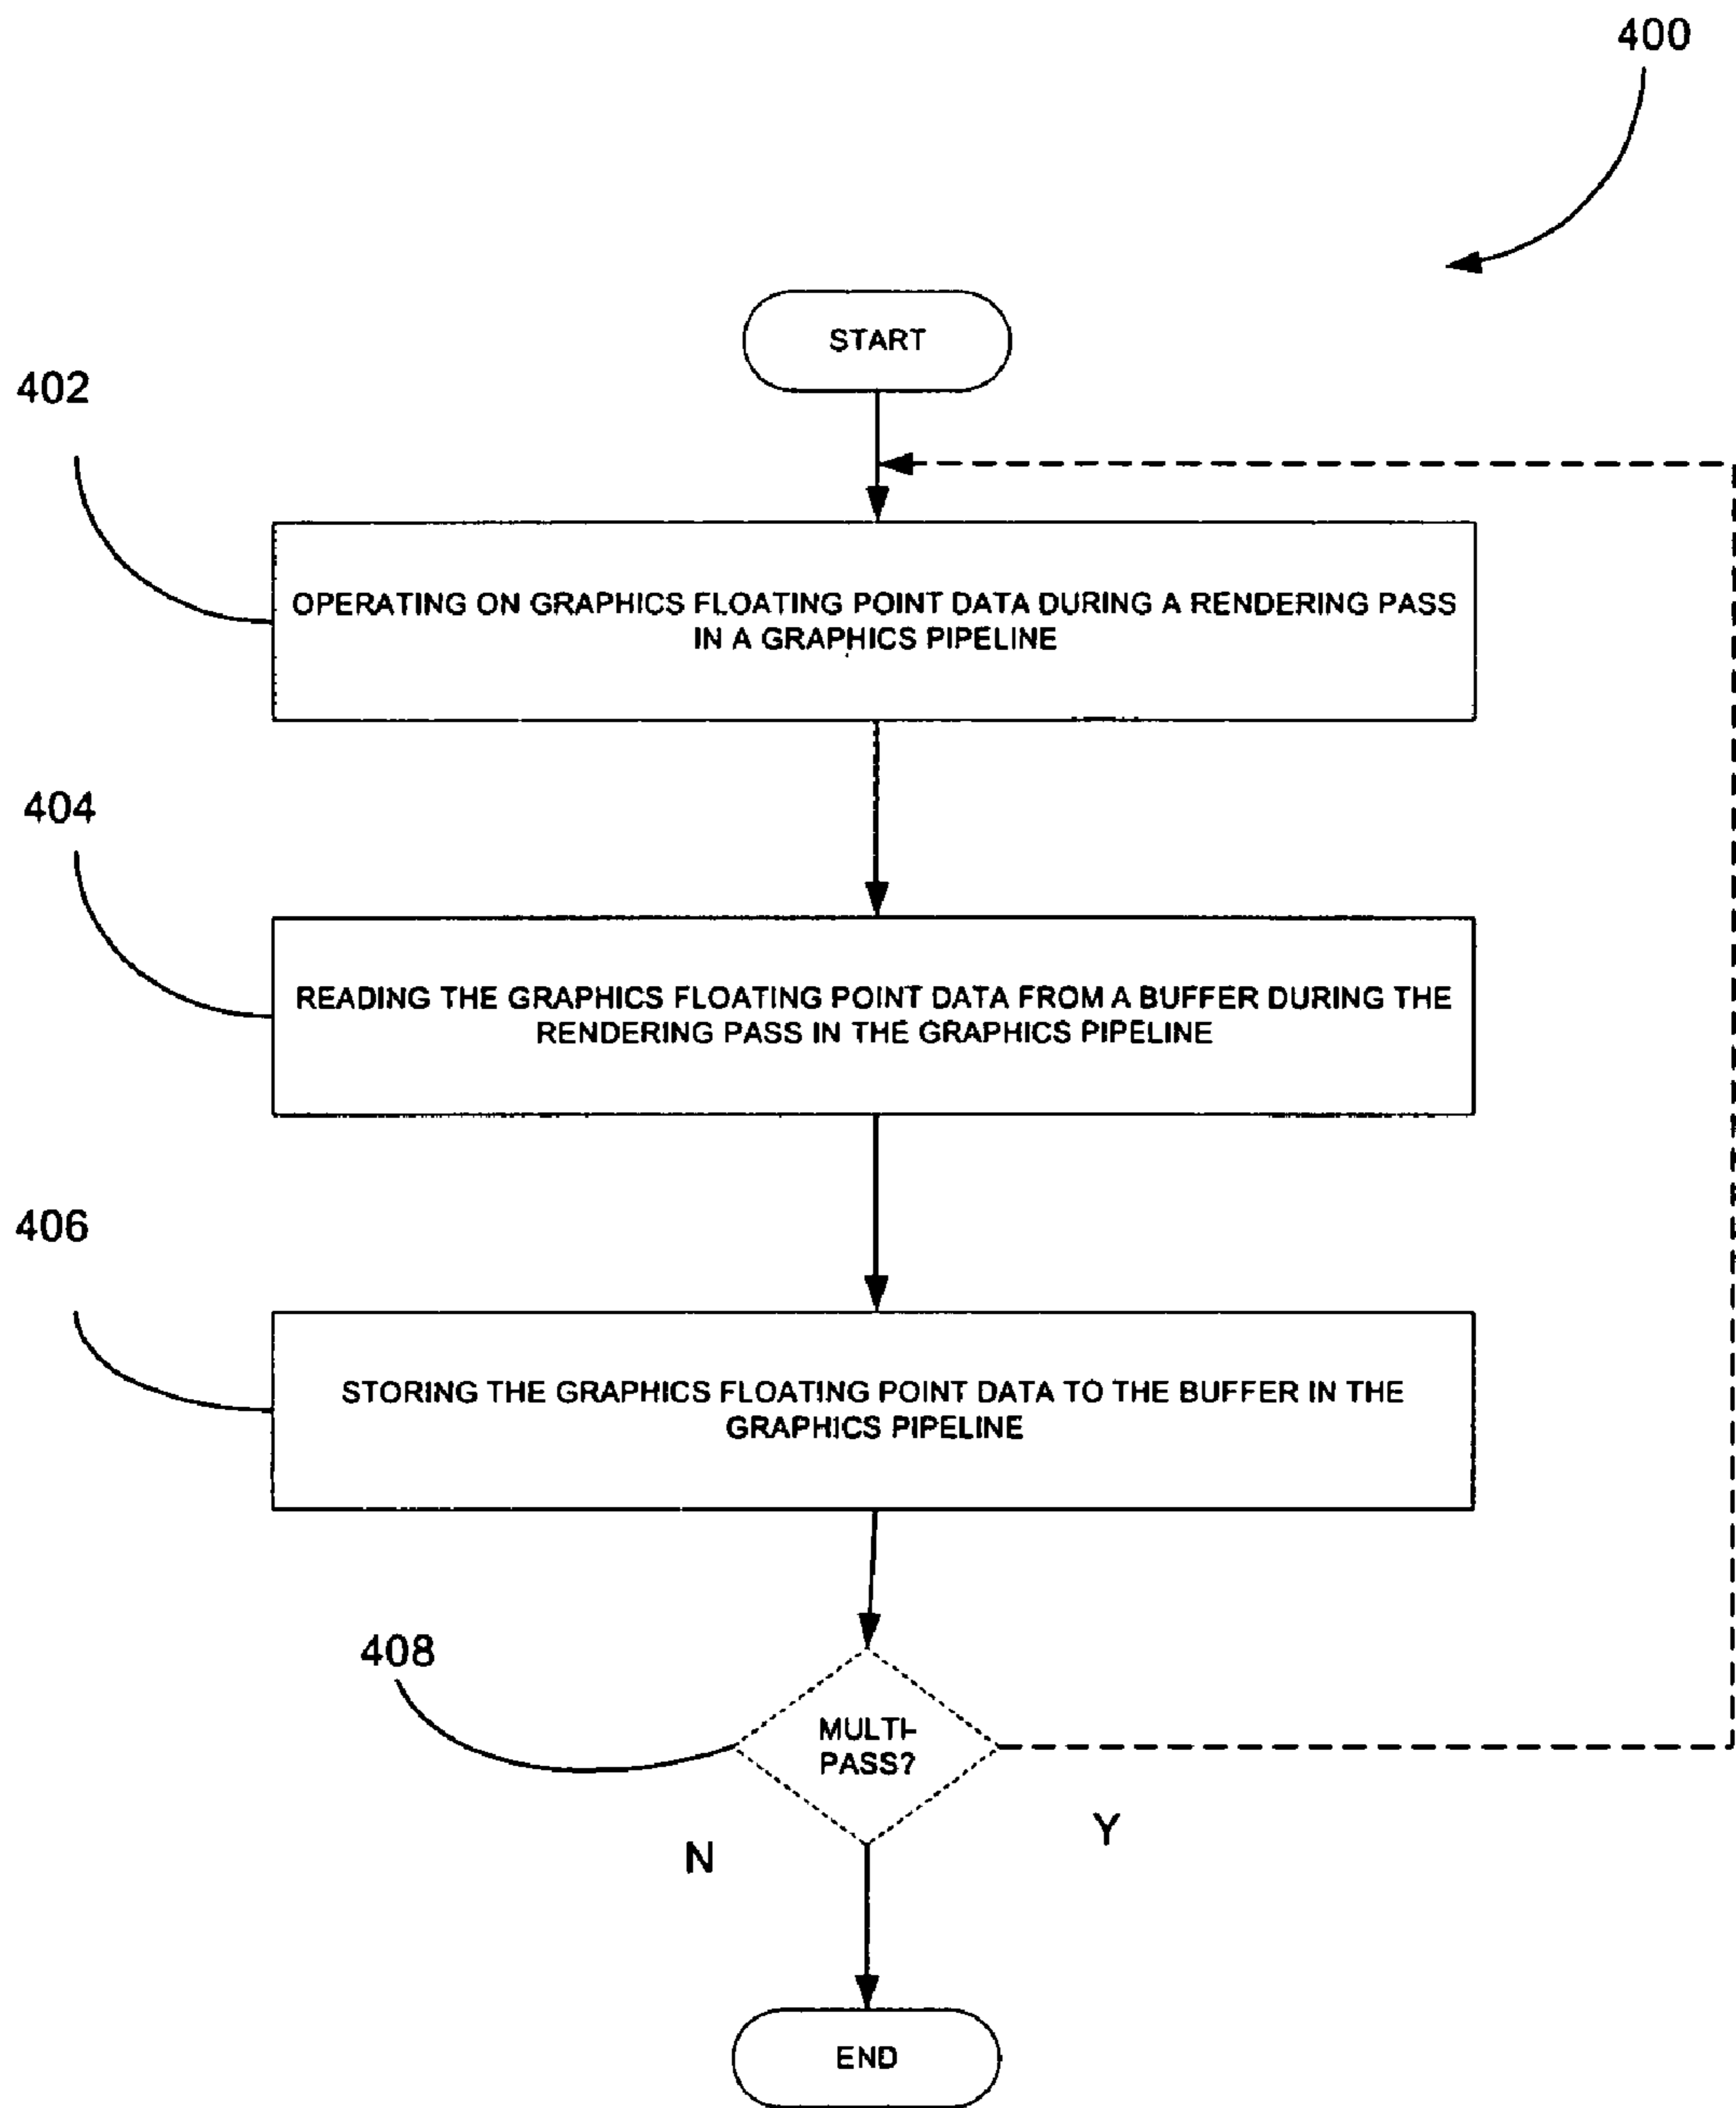 400
START
402
OPERATING ON GRAPHICS FLOATING POINT DATA DURING A RENDERING PASS
IN A GRAPHICS PIPELINE
404
READING THE GRAPHICS FLOATING POINT DATA FROM A BUFFER DURING THE
RENDERING PASS IN THE GRAPHICS PIPELINE
406
STORING THE GRAPHICS FLOATING POINT DATA TO THE BUFFER IN THE
GRAPHICS PIPELINE
408
MULTI-
PASS?
Y
N
END